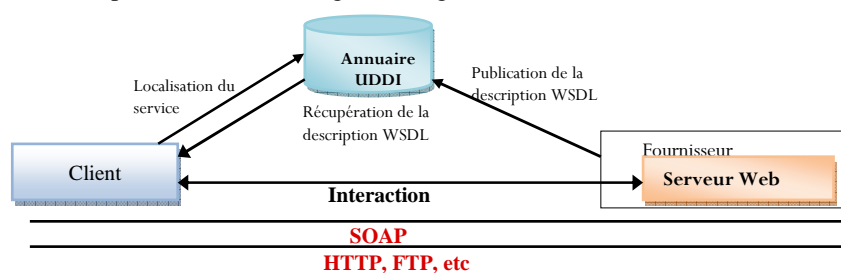 Annuaire
UDDI
Localisation du
service
Publication de la
description WSDL
Récupération de la
description WSDL
Client
Fournisseur
Serveur Web
Interaction
SOAP
HTTP, FTP, etc